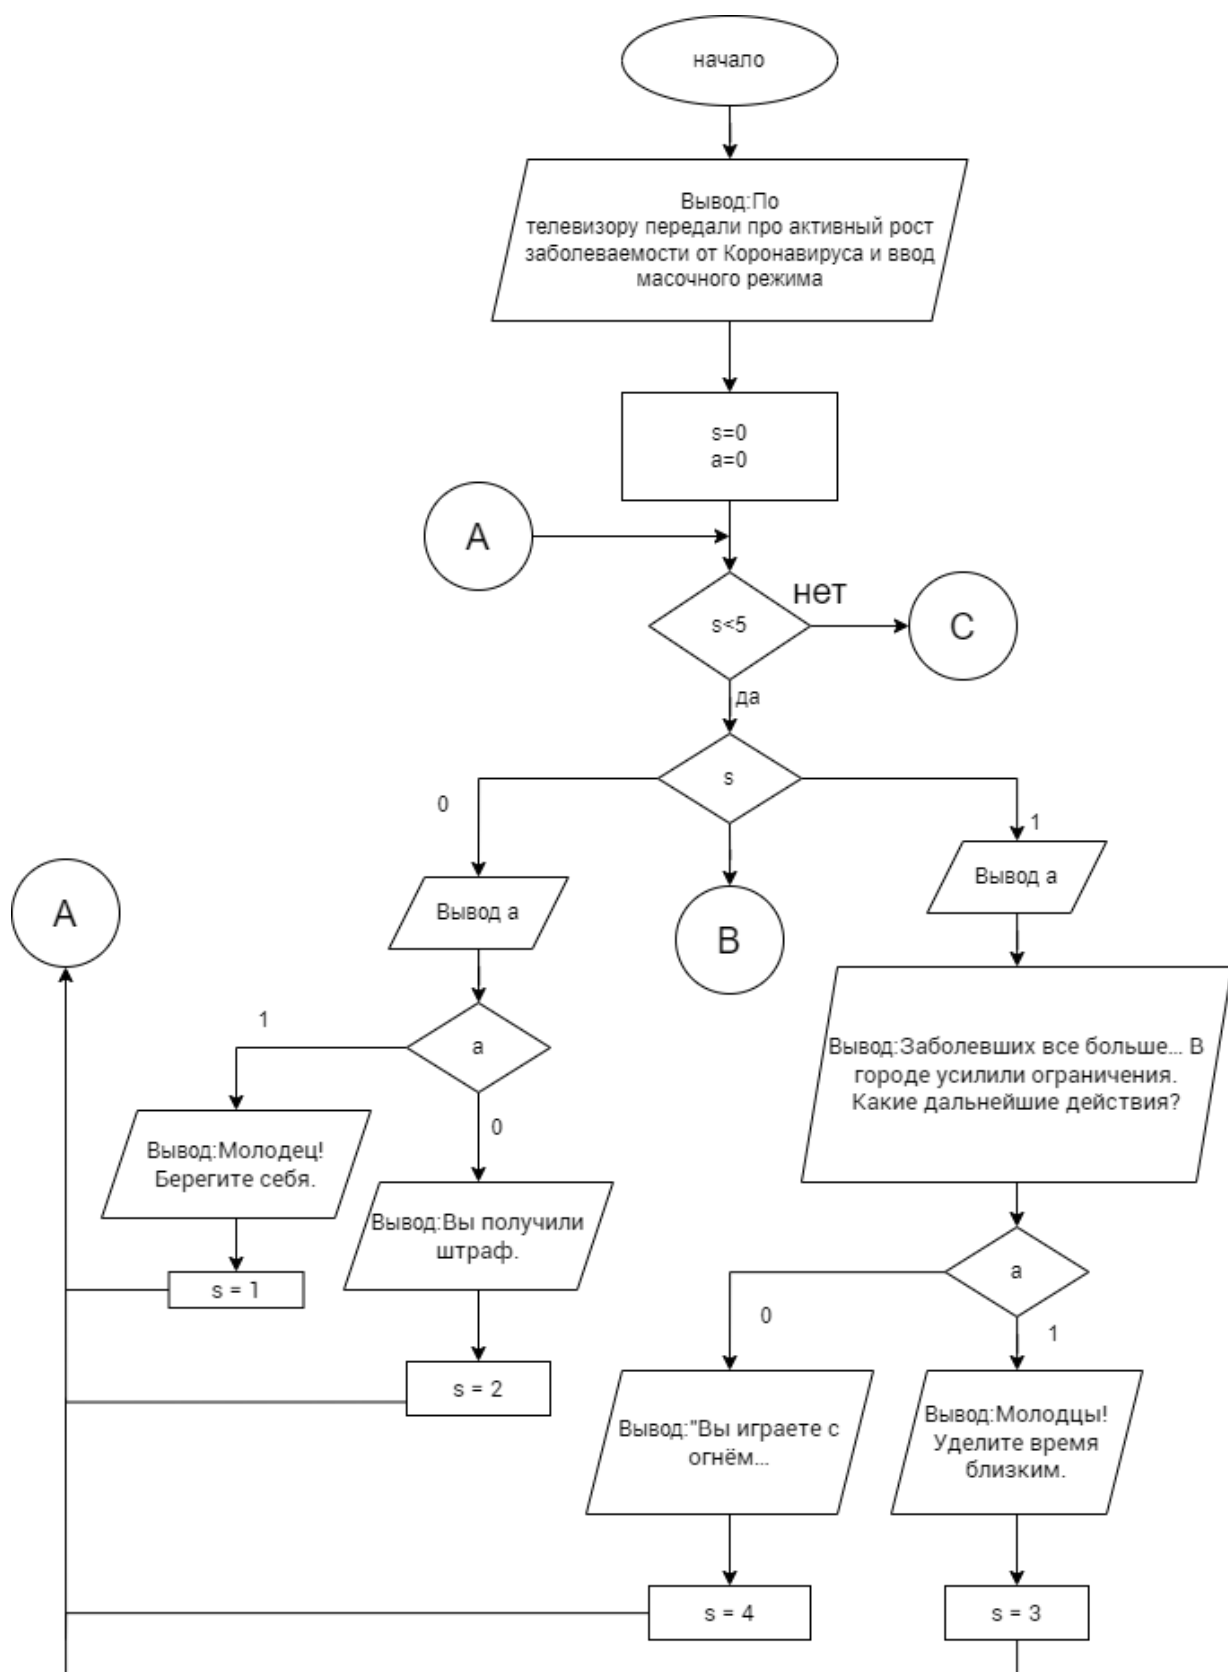 начало
Вывод:По
телевизору передали про активный рост
заболеваемости от Коронавируса и ввод
масочного режима
s=0
a=0
A
s<5
нет
C
да
s
0
1
Вывод a
Вывод a
A
B
a
1
0
Вывод:Заболевших все больше... В
городе усилили ограничения.
Какие дальнейшие действия?
Вывод:Молодец!
Берегите себя.
Вывод:Вы получили
штраф.
s = 1
s = 2
a
0
1
Вывод:"Вы играете с
огнём...
Вывод:Молодцы!
Уделите время
близким.
s = 4
s = 3